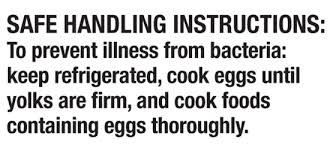 SAFE HANDLING INSTRUCTIONS:
To prevent illness from bacteria:
keep refrigerated, cook eggs until
yolks are firm, and cook foods
containing eggs thoroughly.